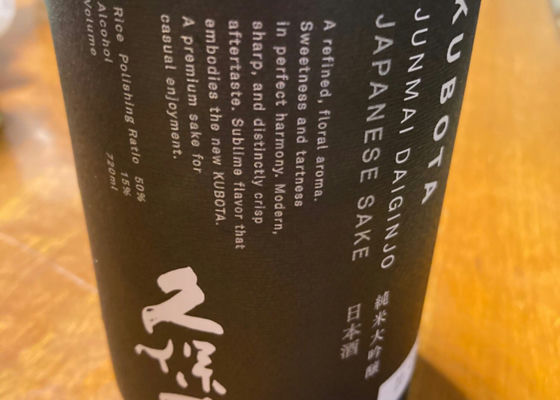 KUBOTA
JUNMAI DAIGINJO 純米大吟醸
JAPANESE SAKE 日本酒
A refined, floral aroma.
Sweetness and tartness
in perfect harmony. Modern,
sharp, and distinctly crisp
aftertaste. Sublime flavor that
embodies the new KUBOTA.
A premium sake for
casual enjoyment.
Rice Polishing Ratio 50%
Alcohol 15%
Volume 720ml
久保